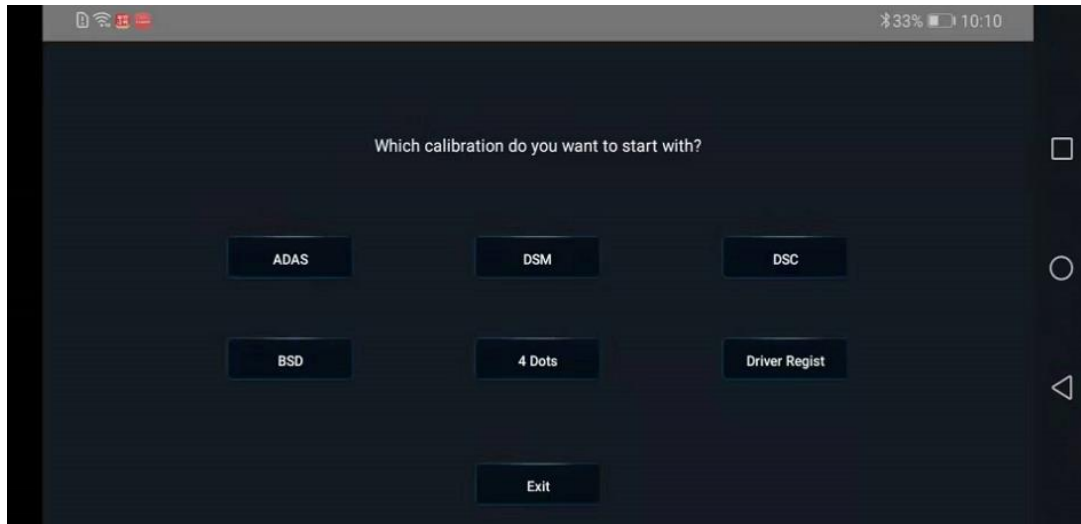 33% 10:10
Which calibration do you want to start with?
ADAS DSM DSC
BSD 4 Dots Driver Regist
Exit